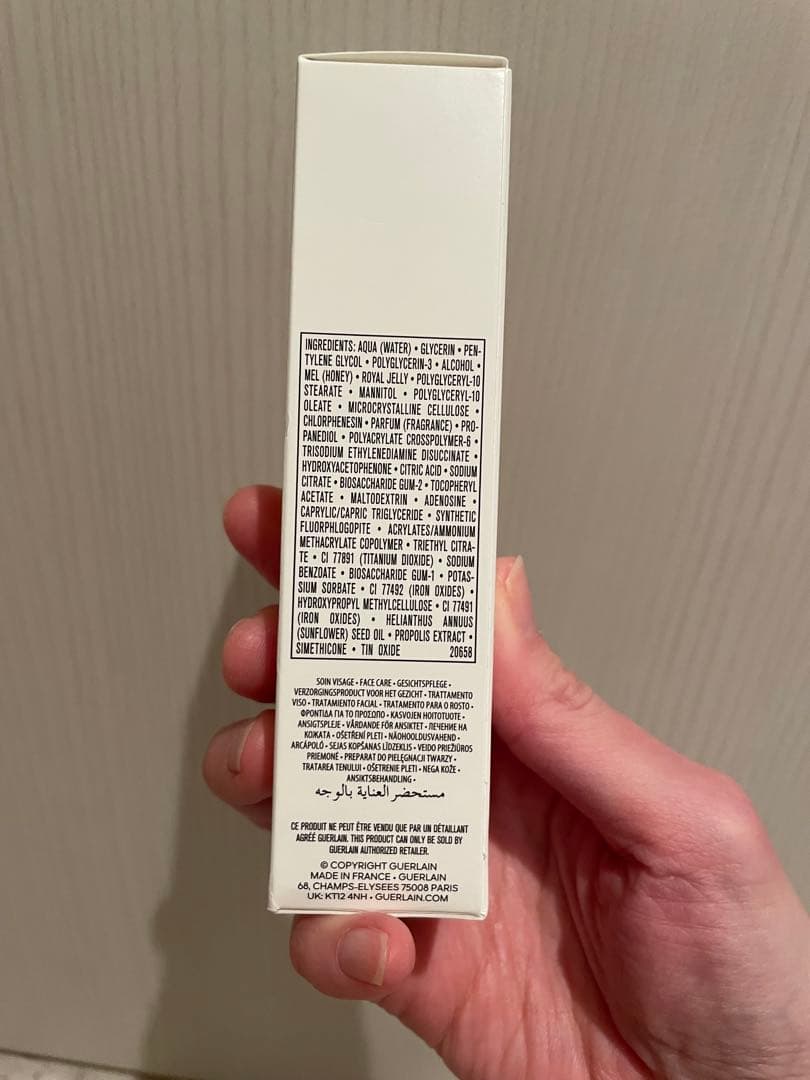 INGREDIENTS: AQUA (WATER) • GLYCERIN • PEN-
TYLENE GLYCOL • POLYGLYCERIN-3 • ALCOHOL •
MEL (HONEY) • ROYAL JELLY • POLYGLYCERYL-10
STEARATE • MANNITOL • POLYGLYCERYL-10
OLEATE • MICROCRYSTALLINE CELLULOSE •
CHLORPHENESIN • PARFUM (FRAGRANCE) • PRO-
PANEDIOL • POLYACRYLATE CROSSPOLYMER-6 •
TRISODIUM ETHYLENEDIAMINE DISUCCINATE •
HYDROXYACETOPHENONE • CITRIC ACID • SODIUM
CITRATE • BIOSACCHARIDE GUM-2 • TOCOPHERYL
ACETATE • MALTODEXTRIN • ADENOSINE •
CAPRYLIC/CAPRIC TRIGLYCERIDE • SYNTHETIC
FLUORPHLOGOPITE • ACRYLATES/AMMONIUM
METHACRYLATE COPOLYMER • TRIETHYL CITRA-
TE • CI 77891 (TITANIUM DIOXIDE) • SODIUM
BENZOATE • BIOSACCHARIDE GUM-1 • POTAS-
SIUM SORBATE • CI 77492 (IRON OXIDES) •
HYDROXYPROPYL METHYLCELLULOSE • CI 77491
(IRON OXIDES) • HELIANTHUS ANNUUS
(SUNFLOWER) SEED OIL • PROPOLIS EXTRACT •
SIMETHICONE • TIN OXIDE 20658
SOIN VISAGE • FACE CARE • GESICHTSPFLEGE •
VERZORGINGSPRODUCT VOOR HET GEZICHT • TRATTAMENTO
VISO • TRATAMIENTO FACIAL • TRATAMENTO PARA O ROSTO •
ΦΡΟΝΤΙΔΑ ΓΙΑ ΤΟ ΠΡΟΣΩΠΟ • KASVOJEN HOITOTUOTE •
ANSIGTSPLEJE • VÅRDANDE FÖR ANSIKTET • ЛЕЧЕНИЕ НА
КОЖАТА • OŠETŘENÍ PLETI • NÄOHOOLDUSVAHEND •
ARCÁPOLÓ • SEJAS KOPŠANAS LĪDZEKLIS • VEIDO PRIEŽIŪROS
PRIEMONĖ • PREPARAT DO PIELĘGNACJI TWARZY •
TRATAREA TENULUI • OŠETRENIE PLETI • NEGA KOŽE •
ANSIKTSBEHANDLING •
مستحضر العناية بالوجه
CE PRODUIT NE PEUT ÊTRE VENDU QUE PAR UN DÉTAILLANT
AGRÉÉ GUERLAIN. THIS PRODUCT CAN ONLY BE SOLD BY
GUERLAIN AUTHORIZED RETAILER.
© COPYRIGHT GUERLAIN
MADE IN FRANCE • GUERLAIN
68, CHAMPS-ELYSEES 75008 PARIS
UK: KT12 4NH • GUERLAIN.COM